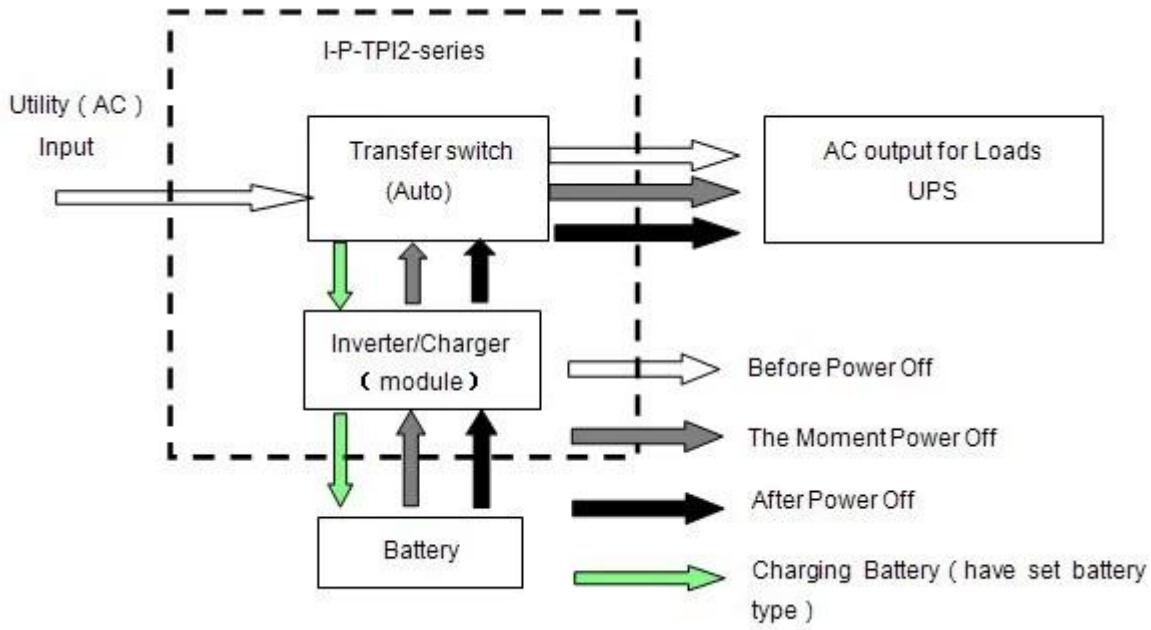 I-P-TPI2-series
Utility ( AC )
Input
Transfer switch
(Auto)
AC output for Loads
UPS
Inverter/Charger
( module )
Before Power Off
The Moment Power Off
After Power Off
Battery
Charging Battery ( have set battery
type )